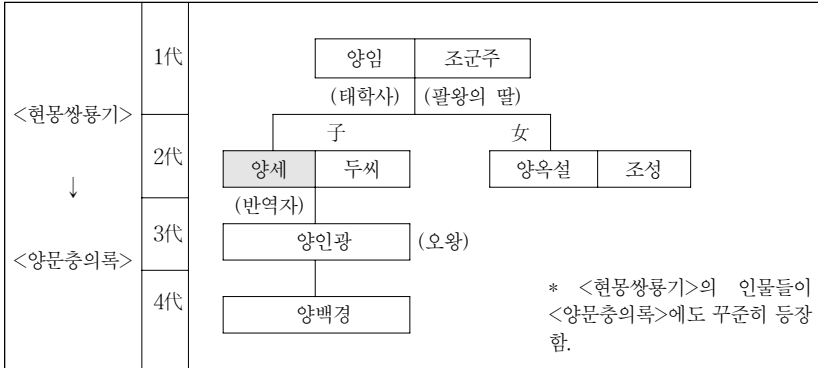 1代
양임 조군주
(태학사) (팔왕의 딸)
<현몽쌍룡기>
子 女
2代
양세 두씨 양옥설 조성
↓
(반역자)
3代
양인광 (오왕)
<양문충의록>
4代
양백경
* <현몽쌍룡기>의 인물들이
<양문충의록>에도 꾸준히 등장
함.